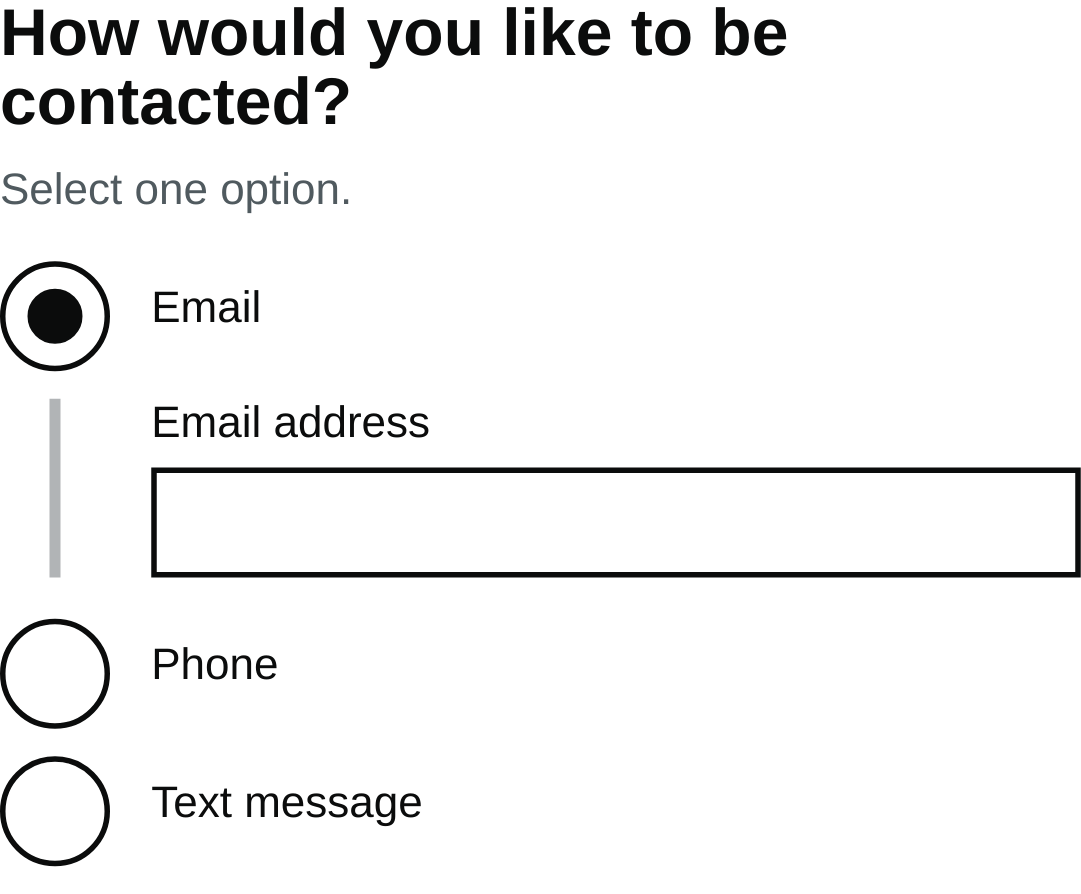 How would you like to be
contacted?
Select one option.
Email
Email address
Phone
Text message